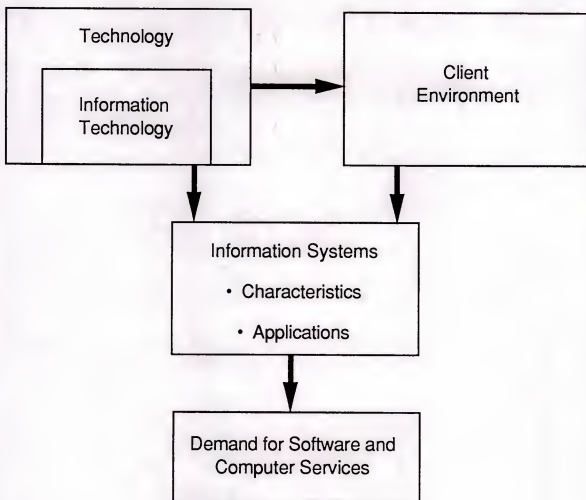 Technology
Information
Technology
Client
Environment
Information Systems
• Characteristics
• Applications
Demand for Software and
Computer Services